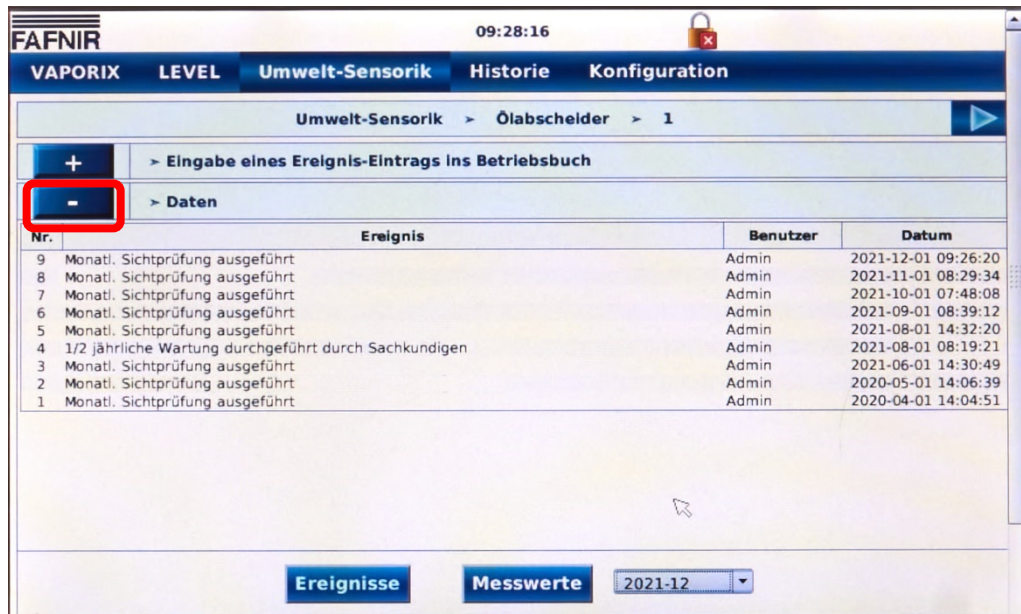 FAFNIR
09:28:16
VAPORIX LEVEL Umwelt-Sensorik Historie Konfiguration
Umwelt-Sensorik > Ölabscheider > 1
+ > Eingabe eines Ereignis-Eintrags ins Betriebsbuch
- > Daten
Nr. Ereignis Benutzer Datum
9 Monatl. Sichtprüfung ausgeführt Admin 2021-12-01 09:26:20
8 Monatl. Sichtprüfung ausgeführt Admin 2021-11-01 08:29:34
7 Monatl. Sichtprüfung ausgeführt Admin 2021-10-01 07:48:08
6 Monatl. Sichtprüfung ausgeführt Admin 2021-09-01 08:39:12
5 Monatl. Sichtprüfung ausgeführt Admin 2021-08-01 14:32:20
4 1/2 jährliche Wartung durchgeführt durch Sachkundigen Admin 2021-08-01 08:19:21
3 Monatl. Sichtprüfung ausgeführt Admin 2021-06-01 14:30:49
2 Monatl. Sichtprüfung ausgeführt Admin 2020-05-01 14:06:39
1 Monatl. Sichtprüfung ausgeführt Admin 2020-04-01 14:04:51
Ereignisse Messwerte 2021-12